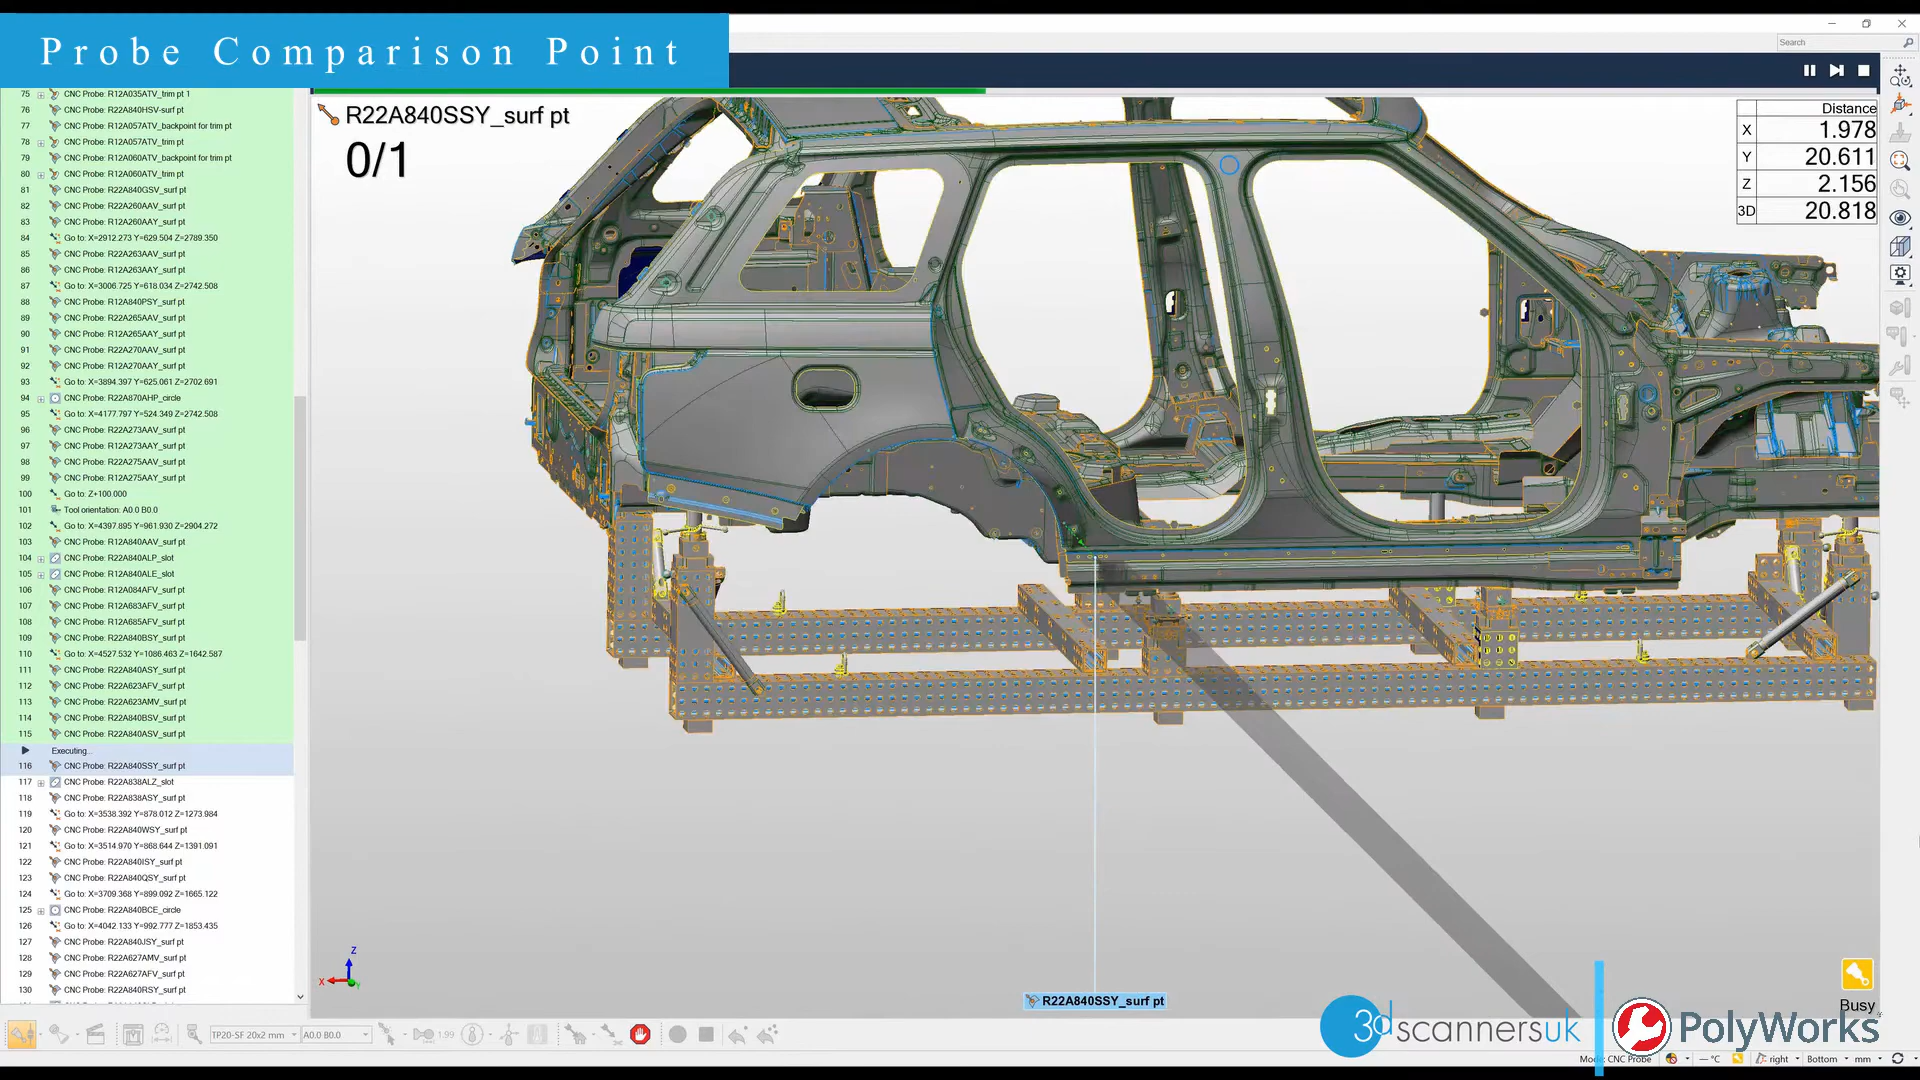 Probe Comparison Point
Search
75 CNC Probe: R12A035ATV_trim pt 1
76 CNC Probe: R22A840HSV-surf pt
77 CNC Probe: R12A057ATV_backpoint for trim pt
78 CNC Probe: R12A057ATV_trim pt
79 CNC Probe: R12A060ATV_backpoint for trim pt
80 CNC Probe: R12A060ATV_trim pt
81 CNC Probe: R22A840GSV_surf pt
82 CNC Probe: R22A260AAV_surf pt
83 CNC Probe: R12A260AAY_surf pt
84 Go to: X=2912.273 Y=629.504 Z=2789.350
85 CNC Probe: R22A263AAV_surf pt
86 CNC Probe: R12A263AAY_surf pt
87 Go to: X=3006.725 Y=618.034 Z=2742.508
88 CNC Probe: R12A840PSY_surf pt
89 CNC Probe: R22A265AAV_surf pt
90 CNC Probe: R12A265AAY_surf pt
91 CNC Probe: R22A270AAV_surf pt
92 CNC Probe: R12A270AAY_surf pt
93 Go to: X=3894.397 Y=625.061 Z=2702.691
94 CNC Probe: R22A870AHP_circle
95 Go to: X=4177.797 Y=524.349 Z=2742.508
96 CNC Probe: R22A273AAV_surf pt
97 CNC Probe: R12A273AAY_surf pt
98 CNC Probe: R22A275AAV_surf pt
99 CNC Probe: R12A275AAY_surf pt
100 Go to: Z+100.000
101 Tool orientation: A0.0 B0.0
102 Go to: X=4397.895 Y=961.930 Z=2904.272
103 CNC Probe: R12A840AAV_surf pt
104 CNC Probe: R22A840ALP_slot
105 CNC Probe: R12A840ALE_slot
106 CNC Probe: R12A084AFV_surf pt
107 CNC Probe: R12A683AFV_surf pt
108 CNC Probe: R12A685AFV_surf pt
109 CNC Probe: R22A840BSY_surf pt
110 Go to: X=4527.532 Y=1086.463 Z=1642.587
111 CNC Probe: R22A840ASY_surf pt
112 CNC Probe: R22A623AFV_surf pt
113 CNC Probe: R22A623AMV_surf pt
114 CNC Probe: R22A840BSV_surf pt
115 CNC Probe: R22A840ASV_surf pt
Executing...
116 CNC Probe: R22A840SSY_surf pt
117 CNC Probe: R22A838ALZ_slot
118 CNC Probe: R22A838ASY_surf pt
119 Go to: X=3538.392 Y=878.012 Z=1273.984
120 CNC Probe: R22A840WSY_surf pt
121 Go to: X=3514.970 Y=868.644 Z=1391.091
122 CNC Probe: R22A840ISY_surf pt
123 CNC Probe: R22A840QSY_surf pt
124 Go to: X=3709.368 Y=899.092 Z=1665.122
125 CNC Probe: R22A840BCE_circle
126 Go to: X=4042.133 Y=992.777 Z=1853.435
127 CNC Probe: R22A840JSY_surf pt
128 CNC Probe: R22A627AMV_surf pt
129 CNC Probe: R22A627AFV_surf pt
130 CNC Probe: R22A840RSY_surf pt
R22A840SSY_surf pt
0/1
Distance
X 1.978
Y 20.611
Z 2.156
3D 20.818
Z
X
Y
R22A840SSY_surf pt
Busy
TP20-SF 20x2 mm
A0.0 B0.0
1.99
3dscannersuk
PolyWorks
Mode: CNC Probe
— °C
right
Bottom
mm